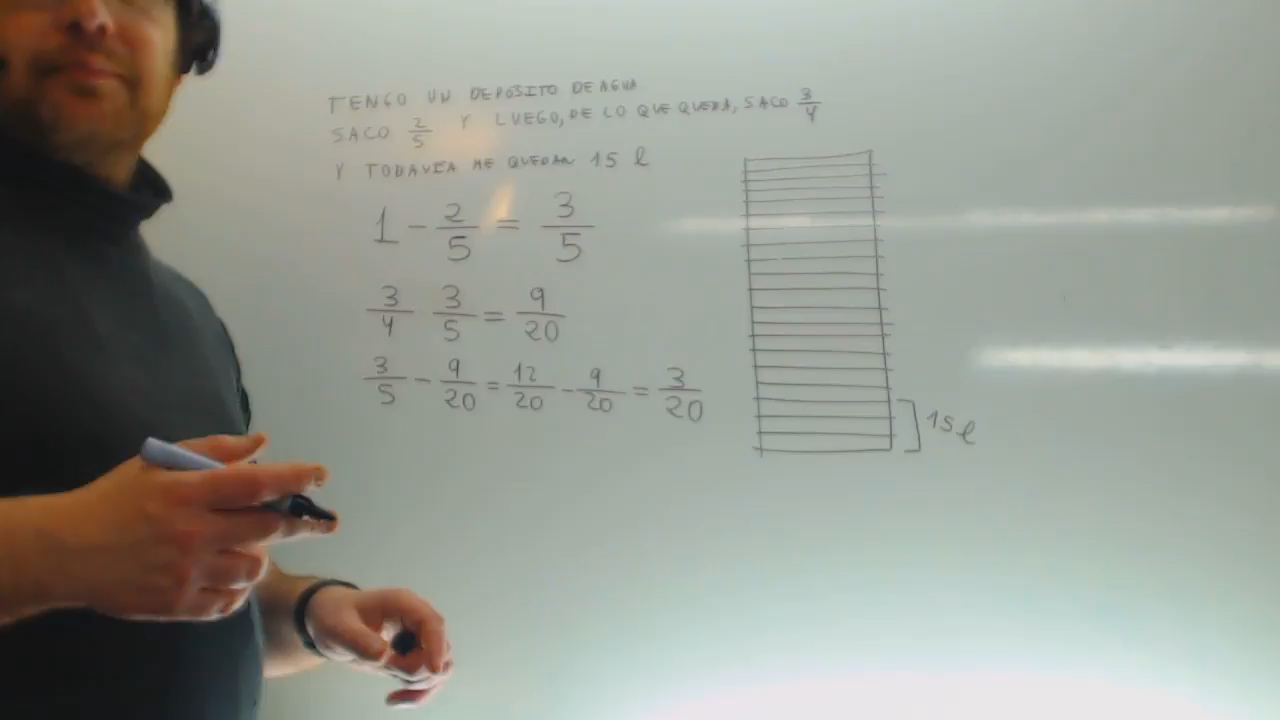 TENGO UN DEPÓSITO DE AGUA
SACO 2/5 Y LUEGO, DE LO QUE QUEDA, SACO 3/4
Y TODAVÍA ME QUEDAN 15 l
1 - 2/5 = 3/5
3/4 3/5 = 9/20
3/5 - 9/20 = 12/20 - 9/20 = 3/20
15 l